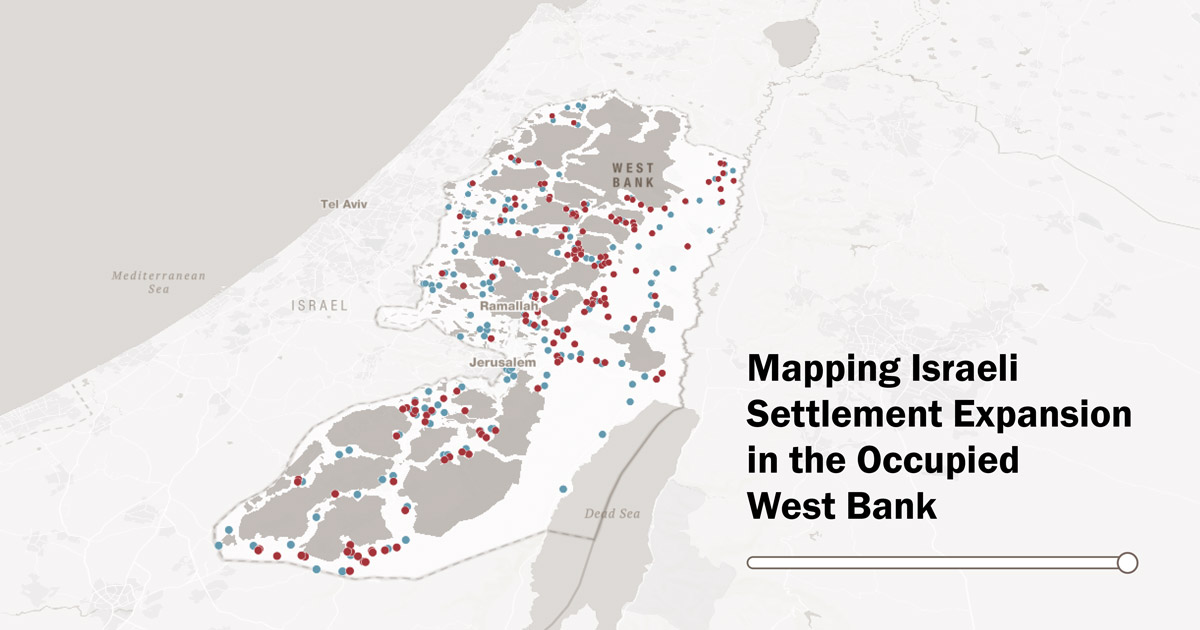 WEST
BANK
Tel Aviv
Mediterranean
Sea
ISRAEL
Ramallah
Jerusalem
Mapping Israeli
Settlement Expansion
in the Occupied
West Bank
Dead Sea